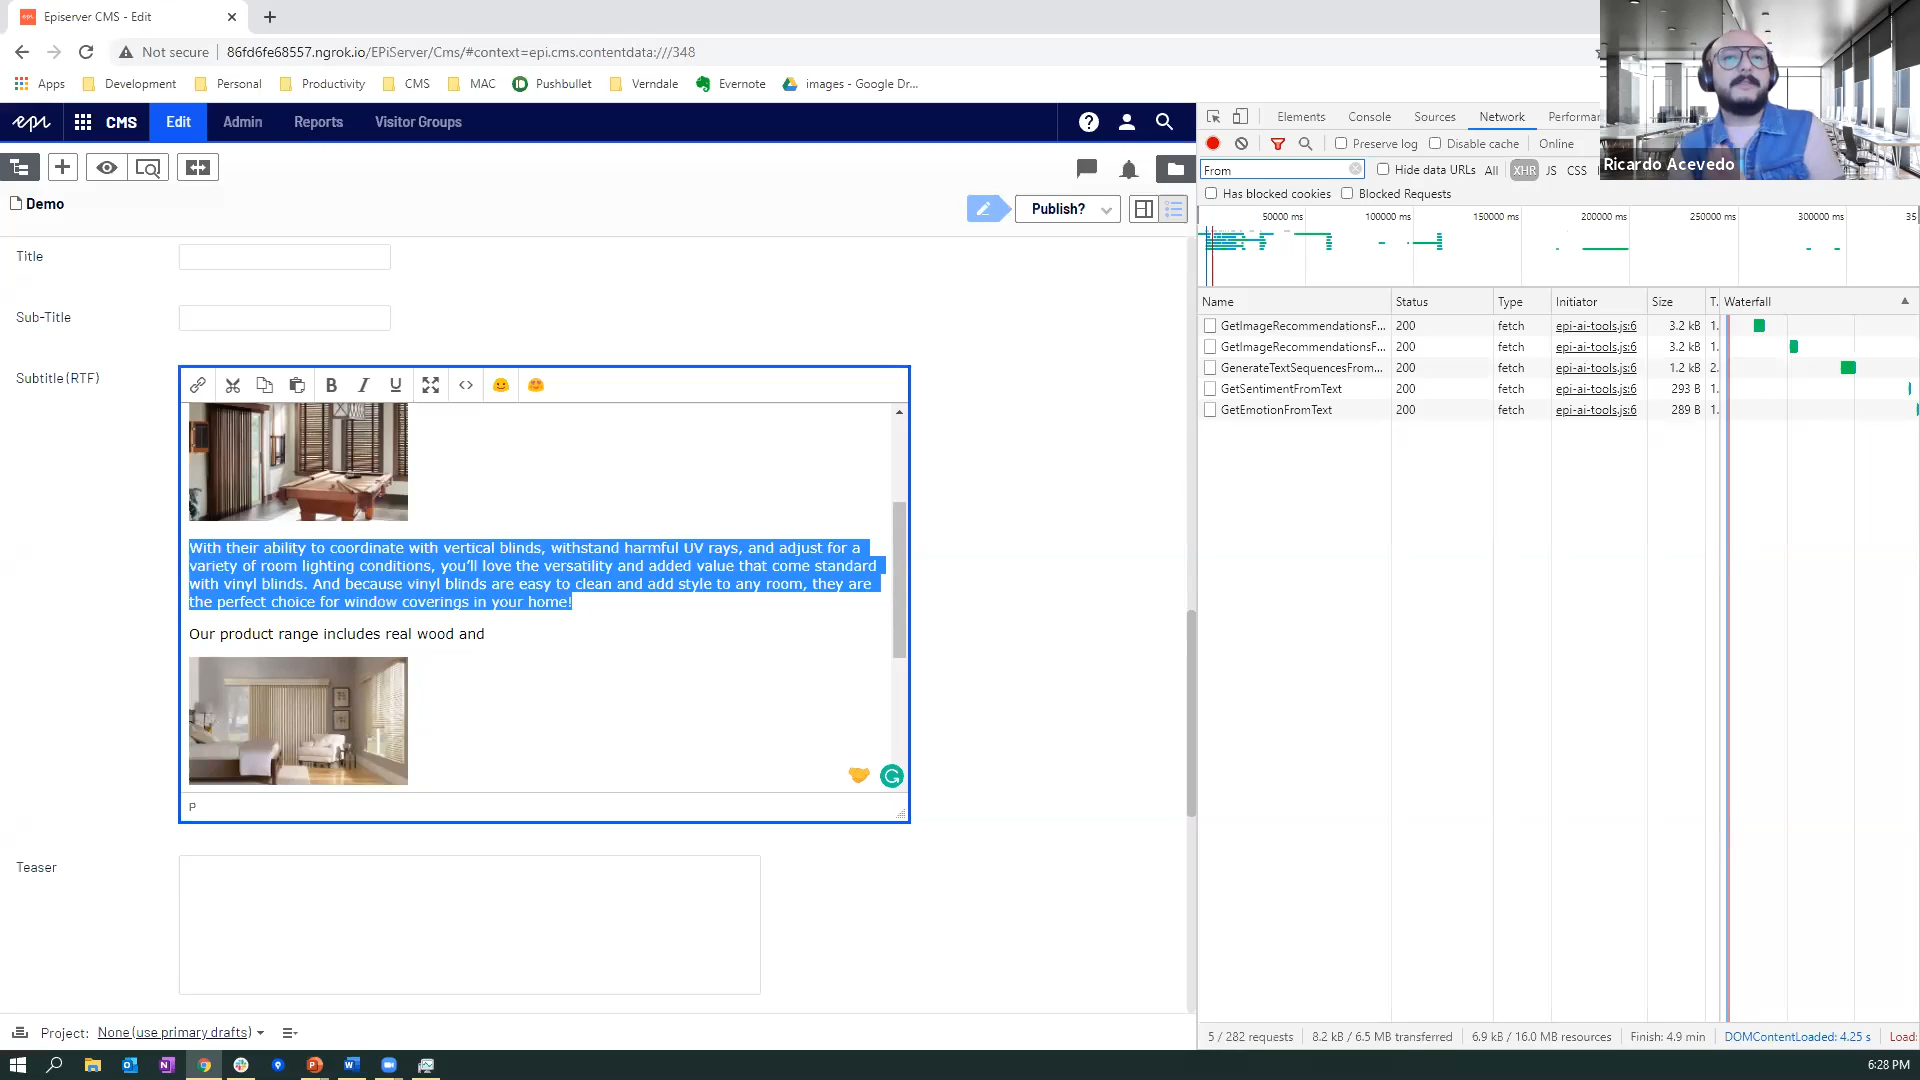 Episerver CMS - Edit
Not secure
86fd6fe68557.ngrok.io/EPiServer/Cms/#context=epi.cms.contentdata:///348
Apps
Development
Personal
Productivity
CMS
MAC
Pushbullet
Verndale
Evernote
images - Google Dr...
epi
CMS
Edit
Admin
Reports
Visitor Groups
Demo
Publish?
Title
Sub-Title
Subtitle (RTF)
B I U
With their ability to coordinate with vertical blinds, withstand harmful UV rays, and adjust for a
variety of room lighting conditions, you’ll love the versatility and added value that come standard
with vinyl blinds. And because vinyl blinds are easy to clean and add style to any room, they are
the perfect choice for window coverings in your home!
Our product range includes real wood and
P
Teaser
Project: None (use primary drafts)
Elements
Console
Sources
Network
Performa
Preserve log
Disable cache
Online
From
Hide data URLs
All
XHR
JS
CSS
Has blocked cookies
Blocked Requests
50000 ms
100000 ms
150000 ms
200000 ms
250000 ms
300000 ms
35
Name Status Type Initiator Size T. Waterfall
GetImageRecommendationsF... 200 fetch epi-ai-tools.js:6 3.2 kB 1.
GetImageRecommendationsF... 200 fetch epi-ai-tools.js:6 3.2 kB 1.
GenerateTextSequencesFrom... 200 fetch epi-ai-tools.js:6 1.2 kB 2.
GetSentimentFromText 200 fetch epi-ai-tools.js:6 293 B 1.
GetEmotionFromText 200 fetch epi-ai-tools.js:6 289 B 1.
5 / 282 requests
8.2 kB / 6.5 MB transferred
6.9 kB / 16.0 MB resources
Finish: 4.9 min
DOMContentLoaded: 4.25 s
Load:
Ricardo Acevedo
6:28 PM